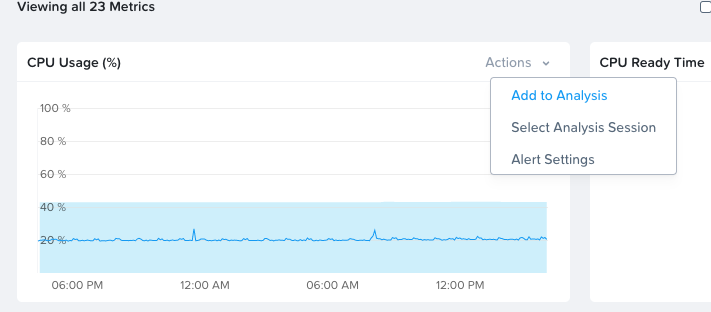 Viewing all 23 Metrics
CPU Usage (%)
Actions
CPU Ready Time
Add to Analysis
Select Analysis Session
Alert Settings
100 %
80 %
60 %
40 %
20 %
06:00 PM
12:00 AM
06:00 AM
12:00 PM